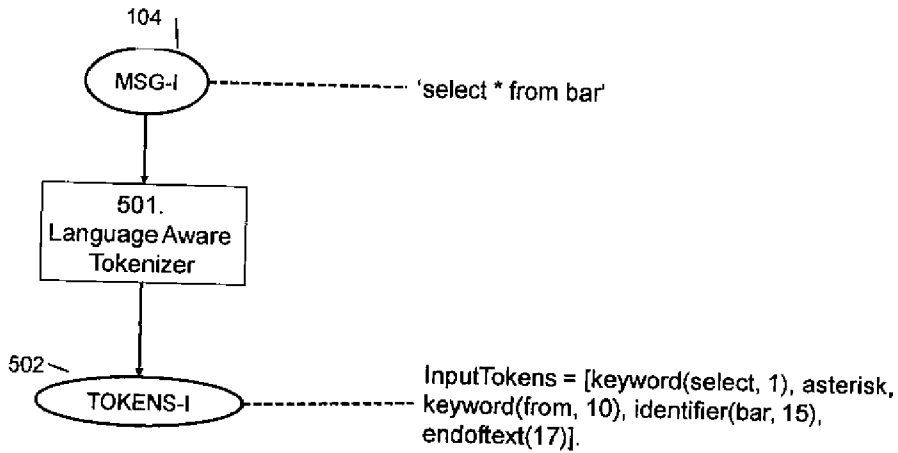 104
MSG-I
'select * from bar'
501.
Language Aware
Tokenizer
502
TOKENS-I
InputTokens = [keyword(select, 1), asterisk,
keyword(from, 10), identifier(bar, 15),
endoftext(17)].